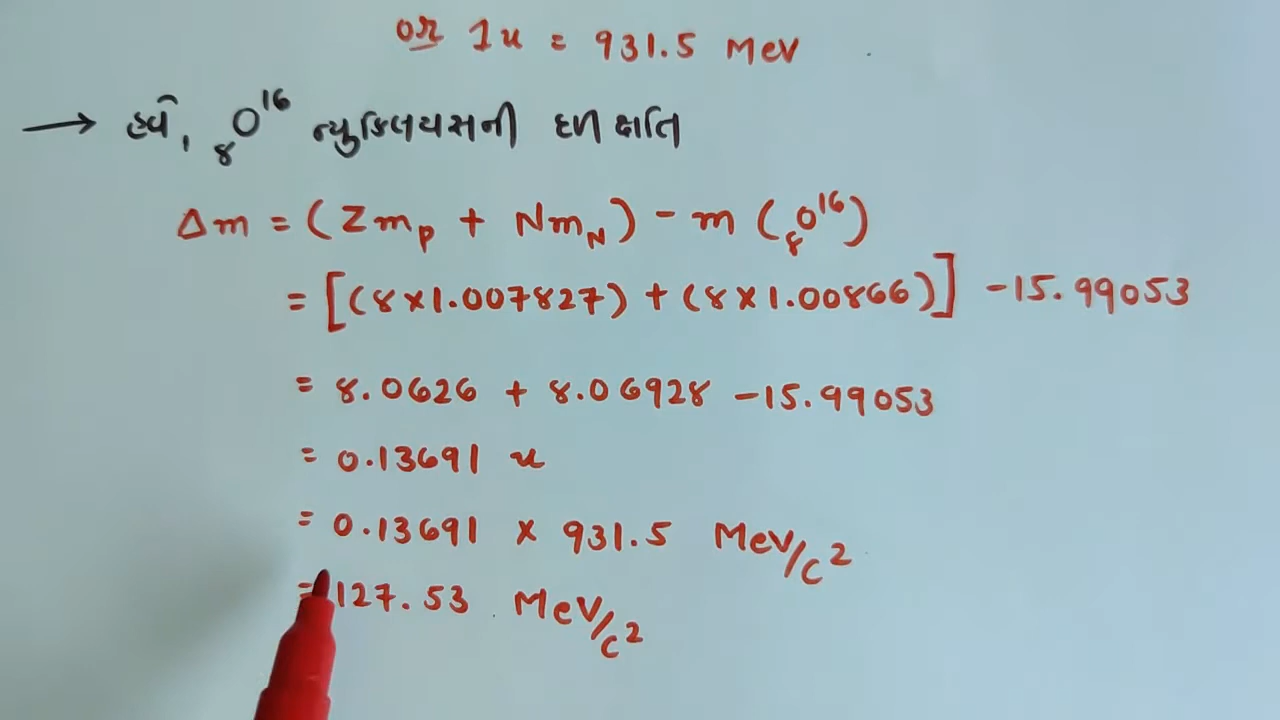 or 1u = 931.5 MeV
→ હવે, ₈O¹⁶ ન્યુક્લિયસની દળ ક્ષતિ
Δm = (Zm_P + Nm_N) - m (₈O¹⁶)
= [(8×1.007827) + (8×1.00866)] - 15.99053
= 8.0626 + 8.06928 - 15.99053
= 0.13691 u
= 0.13691 × 931.5 MeV/c²
= 127.53 MeV/c²